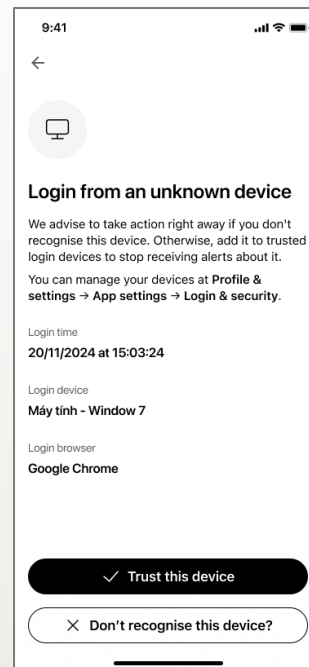 9:41
Login from an unknown device
We advise to take action right away if you don't
recognise this device. Otherwise, add it to trusted
login devices to stop receiving alerts about it.
You can manage your devices at Profile &
settings → App settings → Login & security.
Login time
20/11/2024 at 15:03:24
Login device
Máy tính - Window 7
Login browser
Google Chrome
Trust this device
Don't recognise this device?